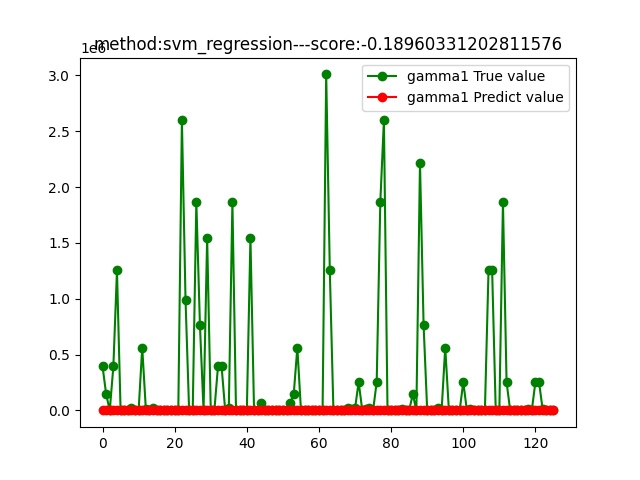 method:svm_regression---score:-0.18960331202811576
1e6
gamma1 True value
gamma1 Predict value
3.0
2.5
2.0
1.5
1.0
0.5
0.0
0 20 40 60 80 100 120